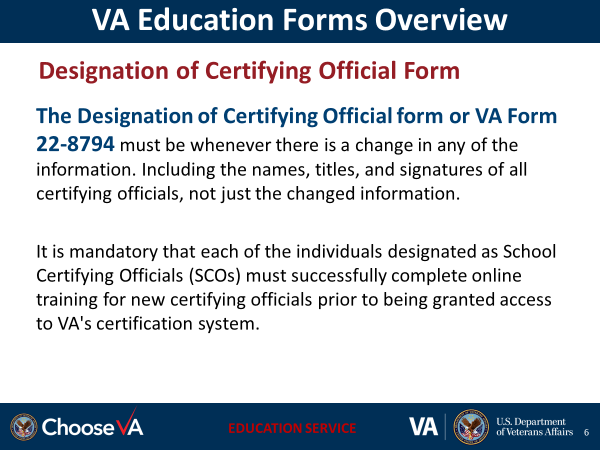 VA Education Forms Overview
Designation of Certifying Official Form
The Designation of Certifying Official form or VA Form
22-8794 must be whenever there is a change in any of the
information. Including the names, titles, and signatures of all
certifying officials, not just the changed information.
It is mandatory that each of the individuals designated as School
Certifying Officials (SCOs) must successfully complete online
training for new certifying officials prior to being granted access
to VA's certification system.
ChooseVA
EDUCATION SERVICE
VA
U.S. Department
of Veterans Affairs
6